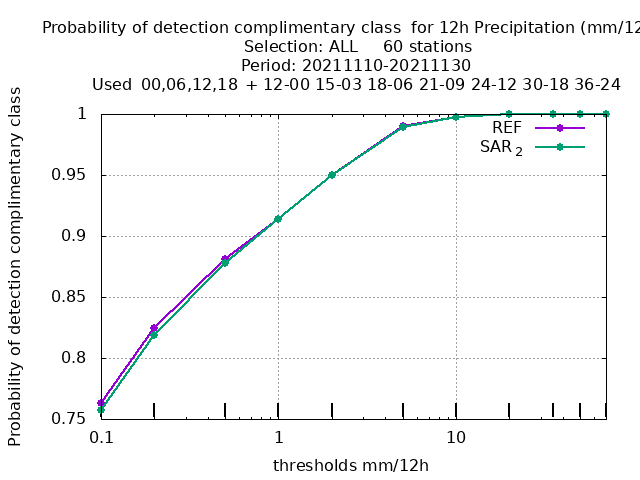 Probability of detection complimentary class  for 12h Precipitation (mm/12
Selection: ALL     60 stations
Period: 20211110-20211130
Used  00,06,12,18  + 12-00 15-03 18-06 21-09 24-12 30-18 36-24
Probability of detection complimentary class
1
0.95
0.9
0.85
0.8
0.75
REF
SAR 2
0.1
1
10
thresholds mm/12h